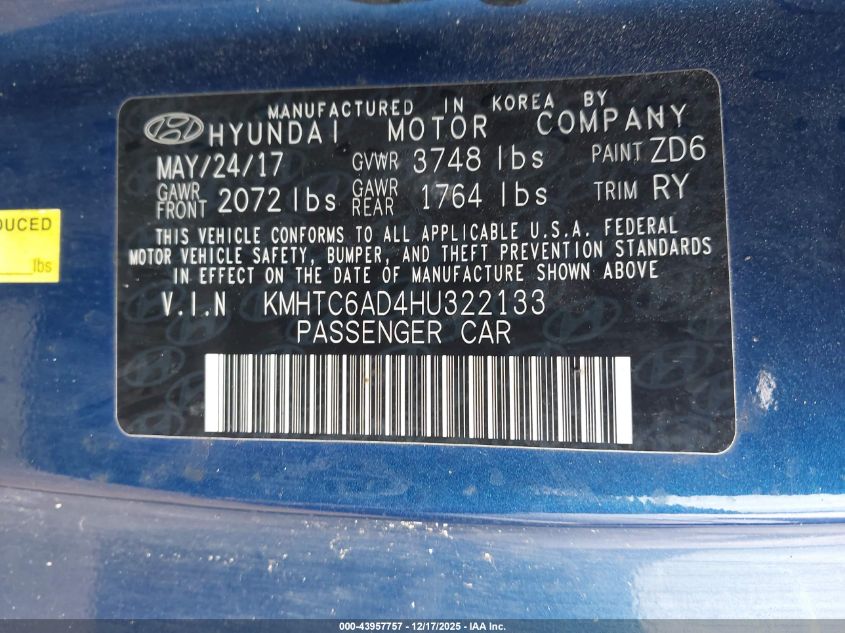 MANUFACTURED IN KOREA BY
HYUNDAI MOTOR COMPANY
MAY/24/17 GVWR 3748 lbs PAINT ZD6
GAWR FRONT 2072 lbs GAWR REAR 1764 lbs TRIM RY
THIS VEHICLE CONFORMS TO ALL APPLICABLE U.S.A. FEDERAL
MOTOR VEHICLE SAFETY, BUMPER, AND THEFT PREVENTION STANDARDS
IN EFFECT ON THE DATE OF MANUFACTURE SHOWN ABOVE
V.I.N KMHTC6AD4HU322133
PASSENGER CAR
lbs
000-43957757 - 12/17/2025 - IAA Inc.